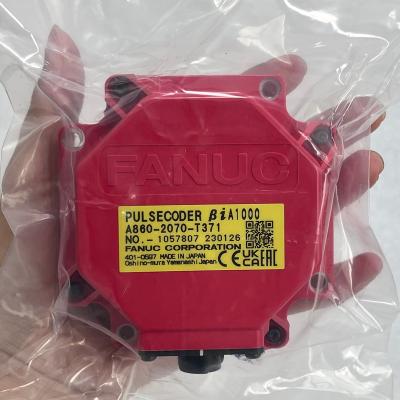 FANUC
PULSECODER βiA1000
A860-2070-T371
NO.- 1057807 230126
FANUC CORPORATION
401-0597 MADE IN JAPAN
Oshino-mura Yamanashi Japan
CE UK CA EAC